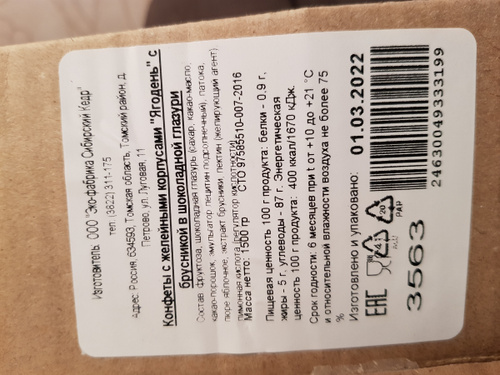 Изготовитель: ООО "Эко-фабрика Сибирский Кедр"
тел. (3822) 311-175
Адрес: Россия, 634593, Томская область, Томский район, д.
Петрово, ул. Луговая, 11
Конфеты с желейными корпусами "Ягодень" с
брусникой в шоколадной глазури
Состав: фруктоза, шоколадная глазурь (сахар, какао-масло,
какао-порошок, эмульгатор лецитин подсолнечный), патока,
пюре яблочное, экстракт брусники, пектин (желирующий агент),
лимонная кислота (регулятор кислотности)
СТО 97585510-007-2016
Масса нетто: 1500 гр
Пищевая ценность 100 г продукта: белки - 0,9 г,
жиры - 5 г, углеводы - 87 г. Энергетическая
ценность 100 г продукта: 400 ккал/1670 кДж.
Срок годности: 6 месяцев при t от +10 до +21 °С
и относительной влажности воздуха не более 75
%
Изготовлено и упаковано: 01.03.2022
24630049333199
EAC
PAP
3563